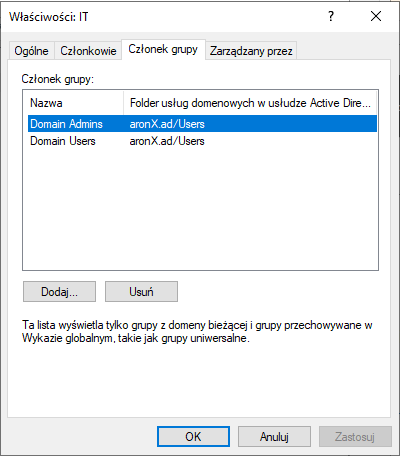 Właściwości: IT
Ogólne Członkowie Członek grupy Zarządzany przez
Członek grupy:
Nazwa Folder usług domenowych w usłudze Active Dire...
Domain Admins aronX.ad/Users
Domain Users aronX.ad/Users
Dodaj... Usuń
Ta lista wyświetla tylko grupy z domeny bieżącej i grupy przechowywane w
Wykazie globalnym, takie jak grupy uniwersalne.
OK Anuluj Zastosuj